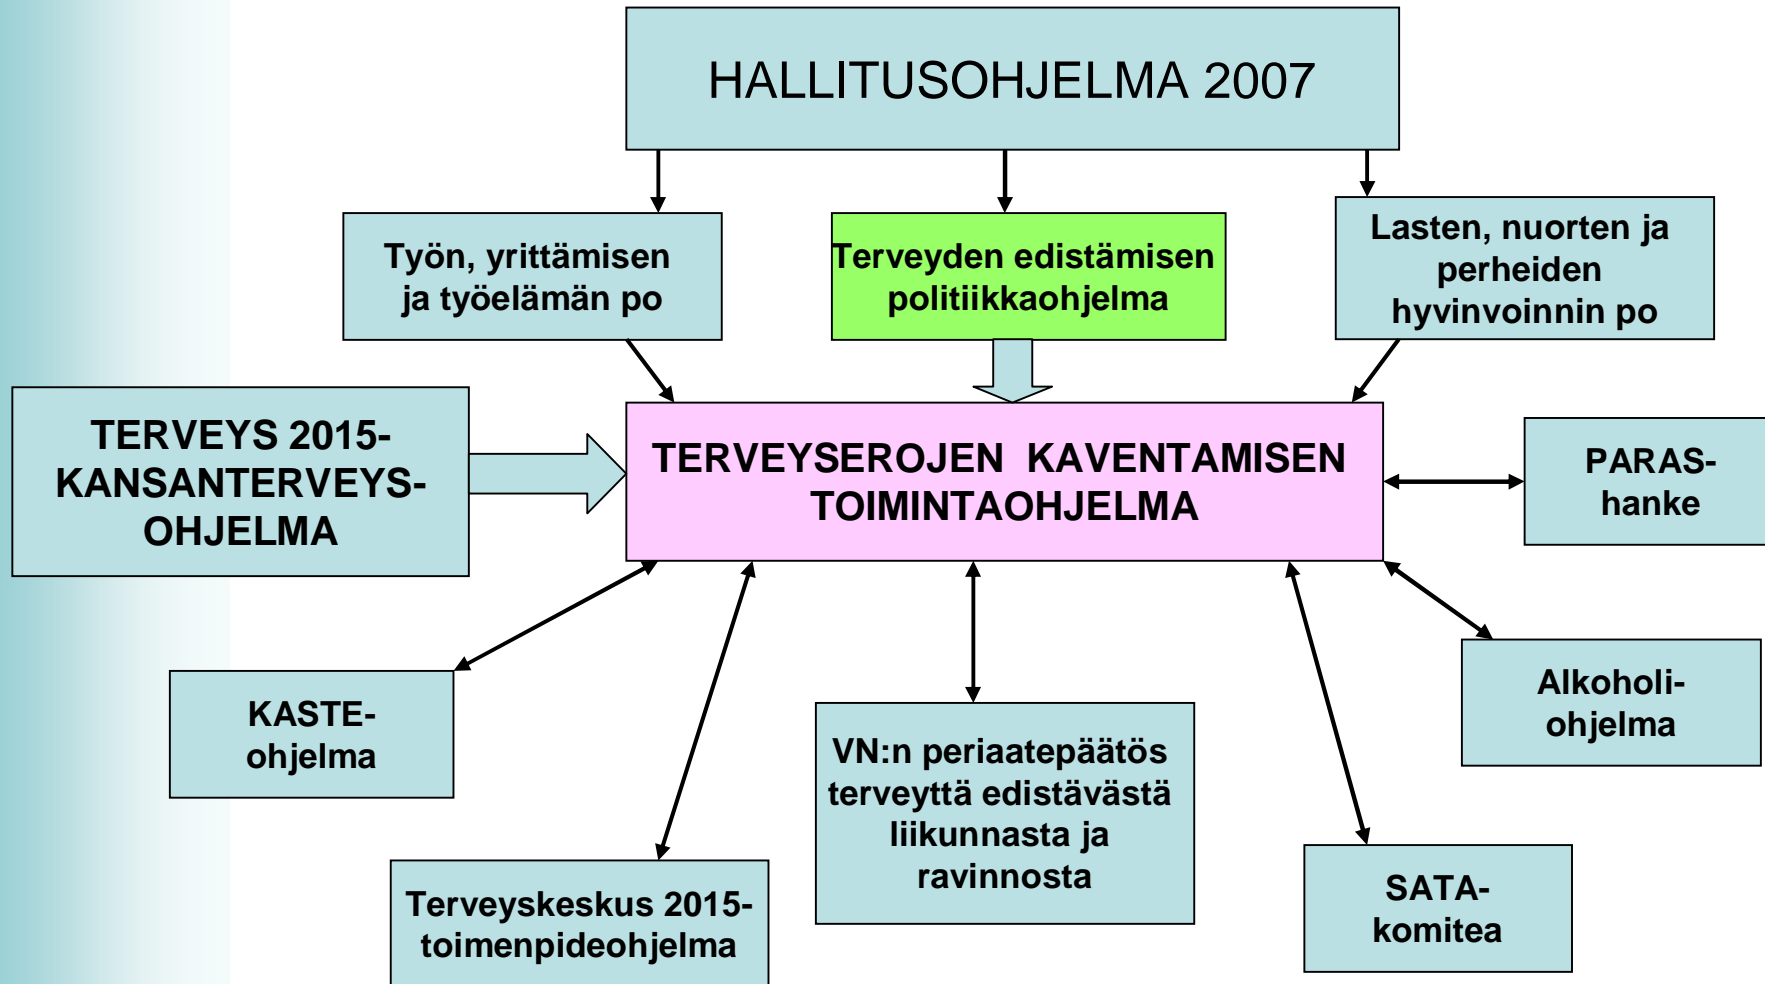 HALLITUSOHJELMA 2007
Työn, yrittämisen
ja työelämän po
Terveyden edistämisen
politiikkaohjelma
Lasten, nuorten ja
perheiden
hyvinvoinnin po
TERVEYS 2015-
KANSANTERVEYS-
OHJELMA
TERVEYSEROJEN KAVENTAMISEN
TOIMINTAOHJELMA
PARAS-
hanke
KASTE-
ohjelma
Terveyskeskus 2015-
toimenpideohjelma
VN:n periaatepäätös
terveyttä edistävästä
liikunnasta ja
ravinnosta
SATA-
komitea
Alkoholi-
ohjelma